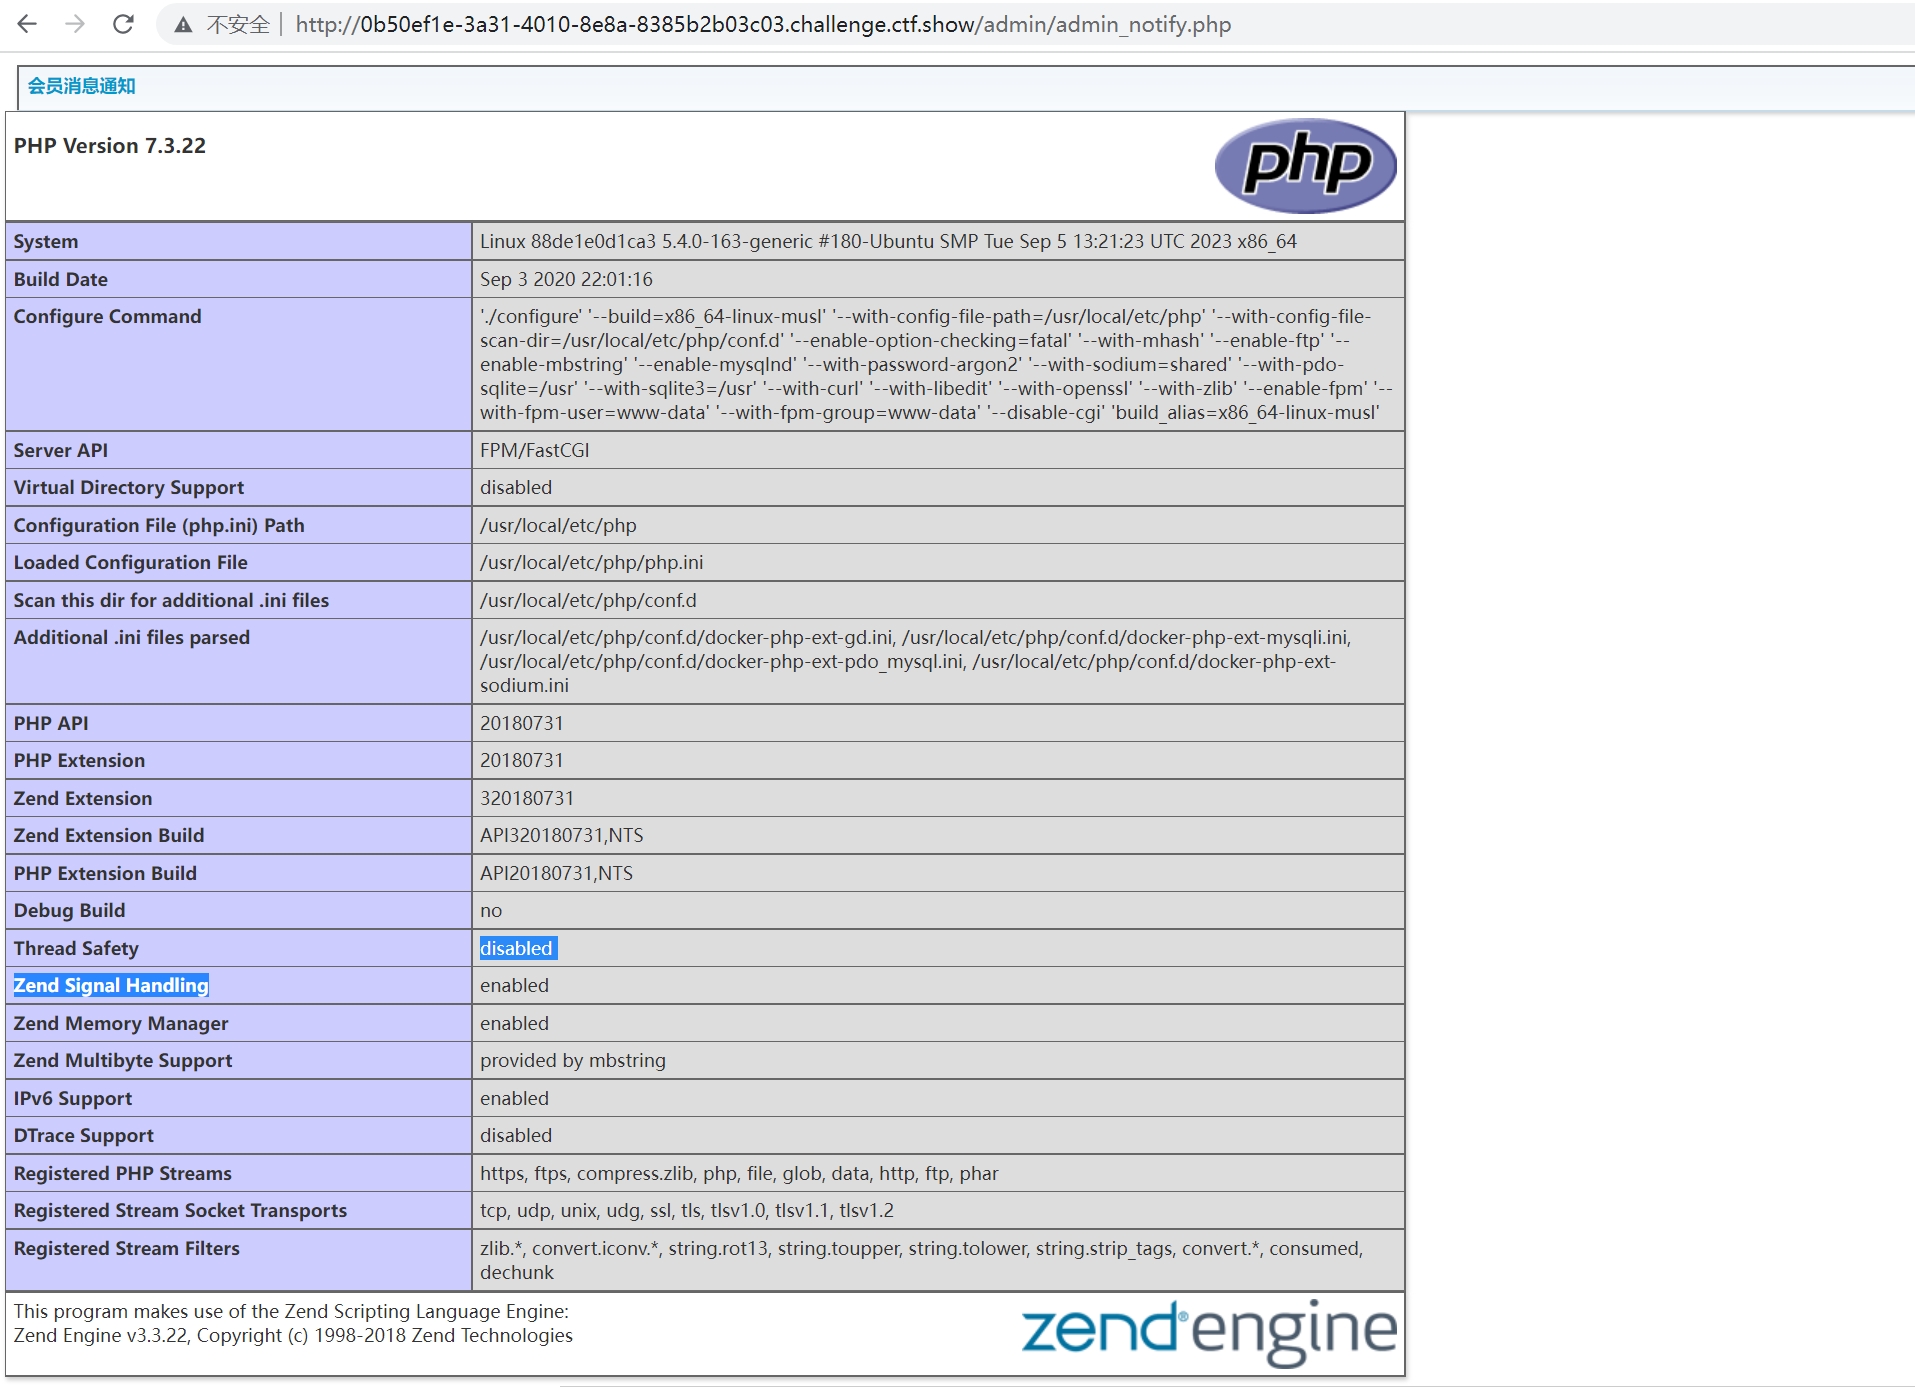 不安全 http://0b50ef1e-3a31-4010-8e8a-8385b2b03c03.challenge.ctf.show/admin/admin_notify.php
会员消息通知
PHP Version 7.3.22
php
System Linux 88de1e0d1ca3 5.4.0-163-generic #180-Ubuntu SMP Tue Sep 5 13:21:23 UTC 2023 x86_64
Build Date Sep 3 2020 22:01:16
Configure Command './configure' '--build=x86_64-linux-musl' '--with-config-file-path=/usr/local/etc/php' '--with-config-file-
scan-dir=/usr/local/etc/php/conf.d' '--enable-option-checking=fatal' '--with-mhash' '--enable-ftp' '--
enable-mbstring' '--enable-mysqlnd' '--with-password-argon2' '--with-sodium=shared' '--with-pdo-
sqlite=/usr' '--with-sqlite3=/usr' '--with-curl' '--with-libedit' '--with-openssl' '--with-zlib' '--enable-fpm' '--
with-fpm-user=www-data' '--with-fpm-group=www-data' '--disable-cgi' 'build_alias=x86_64-linux-musl'
Server API FPM/FastCGI
Virtual Directory Support disabled
Configuration File (php.ini) Path /usr/local/etc/php
Loaded Configuration File /usr/local/etc/php/php.ini
Scan this dir for additional .ini files /usr/local/etc/php/conf.d
Additional .ini files parsed /usr/local/etc/php/conf.d/docker-php-ext-gd.ini, /usr/local/etc/php/conf.d/docker-php-ext-mysqli.ini,
/usr/local/etc/php/conf.d/docker-php-ext-pdo_mysql.ini, /usr/local/etc/php/conf.d/docker-php-ext-
sodium.ini
PHP API 20180731
PHP Extension 20180731
Zend Extension 320180731
Zend Extension Build API320180731,NTS
PHP Extension Build API20180731,NTS
Debug Build no
Thread Safety disabled
Zend Signal Handling enabled
Zend Memory Manager enabled
Zend Multibyte Support provided by mbstring
IPv6 Support enabled
DTrace Support disabled
Registered PHP Streams https, ftps, compress.zlib, php, file, glob, data, http, ftp, phar
Registered Stream Socket Transports tcp, udp, unix, udg, ssl, tls, tlsv1.0, tlsv1.1, tlsv1.2
Registered Stream Filters zlib.*, convert.iconv.*, string.rot13, string.toupper, string.tolower, string.strip_tags, convert.*, consumed,
dechunk
This program makes use of the Zend Scripting Language Engine:
Zend Engine v3.3.22, Copyright (c) 1998-2018 Zend Technologies
zend®engine